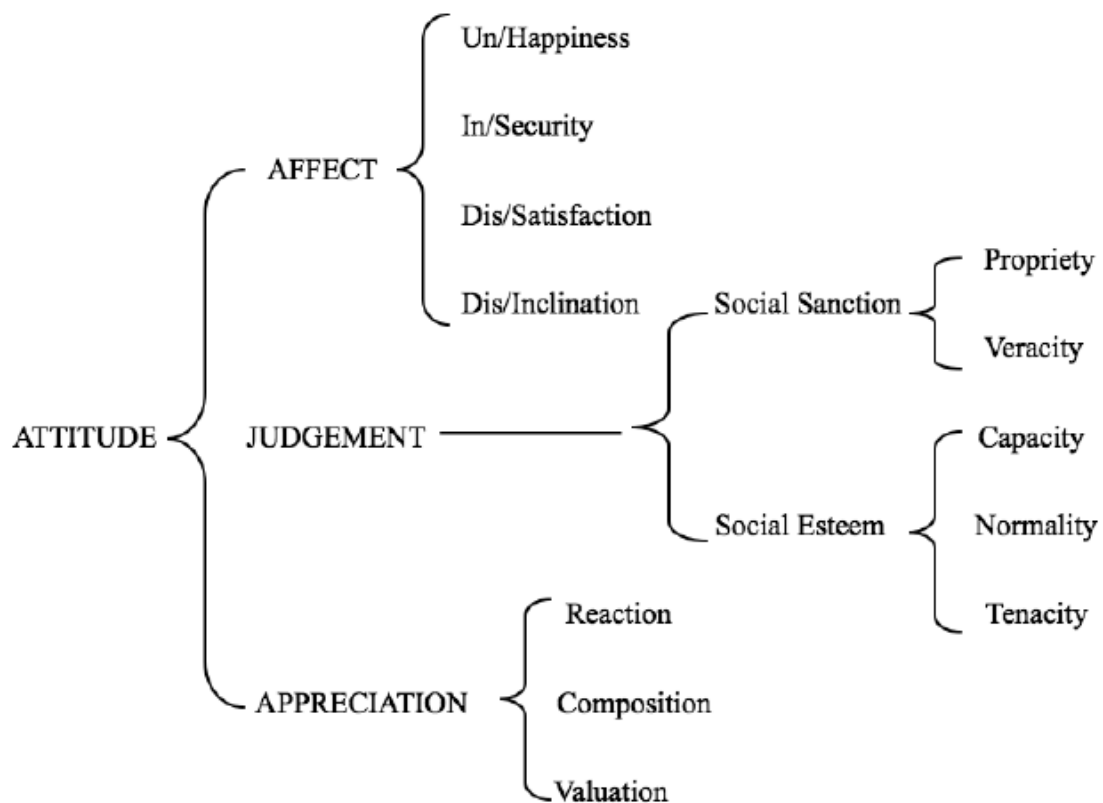 Un/Happiness
In/Security
AFFECT
Dis/Satisfaction
Dis/Inclination
Propriety
Social Sanction
Veracity
ATTITUDE
JUDGEMENT
Capacity
Social Esteem
Normality
Tenacity
Reaction
APPRECIATION
Composition
Valuation